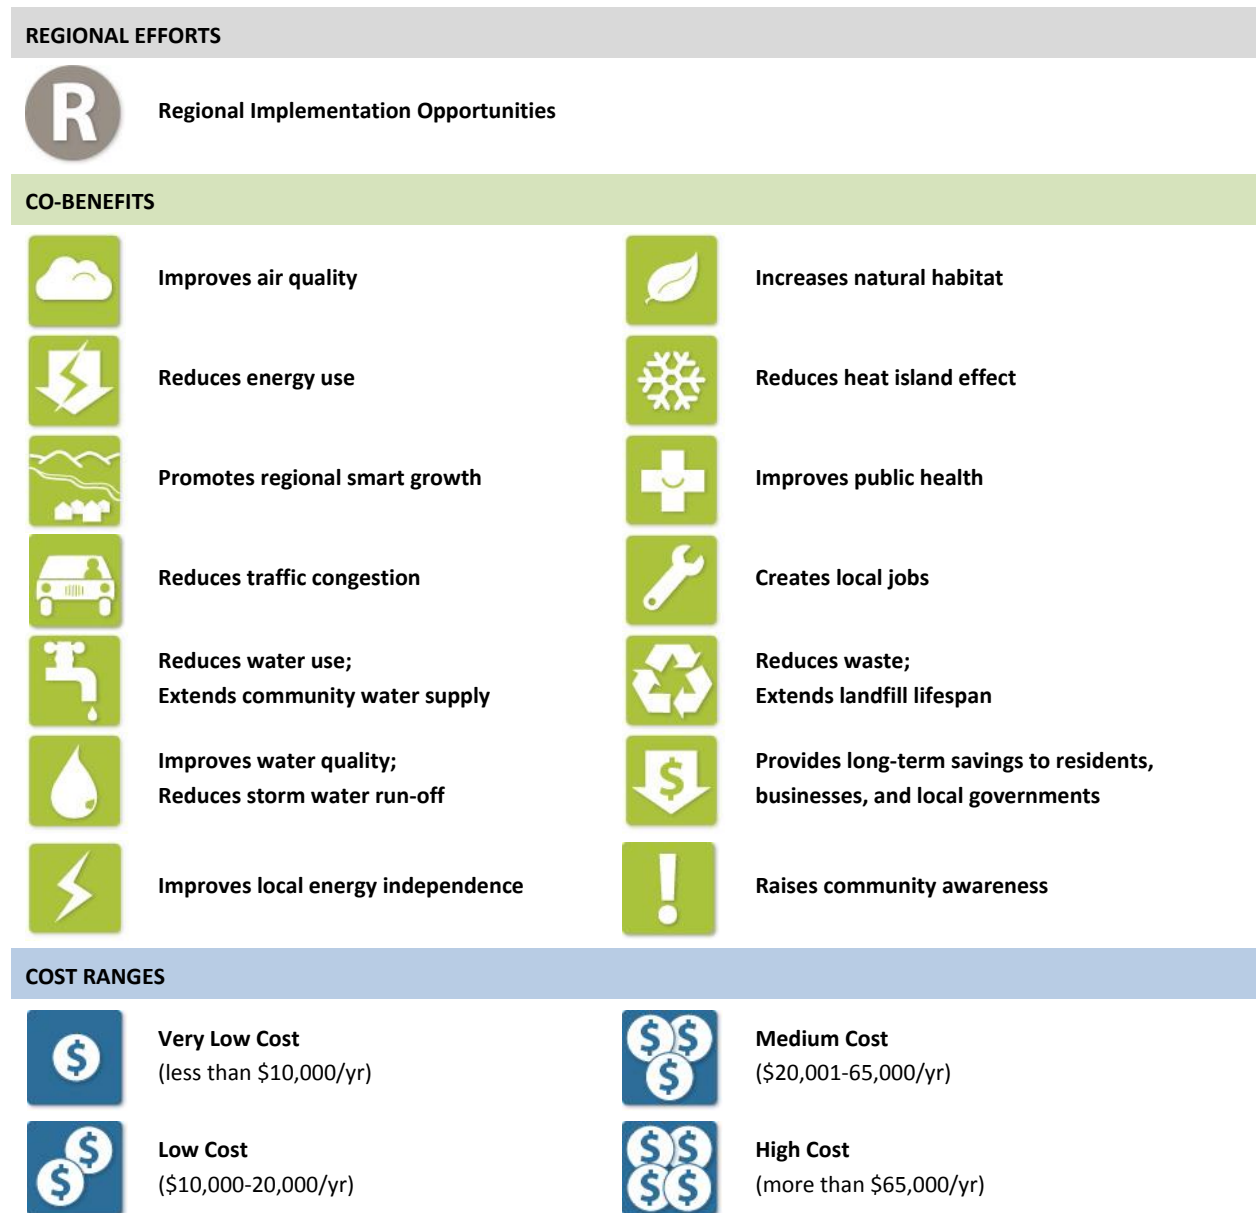 REGIONAL EFFORTS
R
Regional Implementation Opportunities
CO-BENEFITS
Improves air quality
Increases natural habitat
Reduces energy use
Reduces heat island effect
Promotes regional smart growth
Improves public health
Reduces traffic congestion
Creates local jobs
Reduces water use;
Extends community water supply
Reduces waste;
Extends landfill lifespan
Improves water quality;
Reduces storm water run-off
$
Provides long-term savings to residents,
businesses, and local governments
Improves local energy independence
!
Raises community awareness
COST RANGES
$
Very Low Cost
(less than $10,000/yr)
$ $
$
Medium Cost
($20,001-65,000/yr)
$
$
Low Cost
($10,000-20,000/yr)
$ $
$ $
High Cost
(more than $65,000/yr)